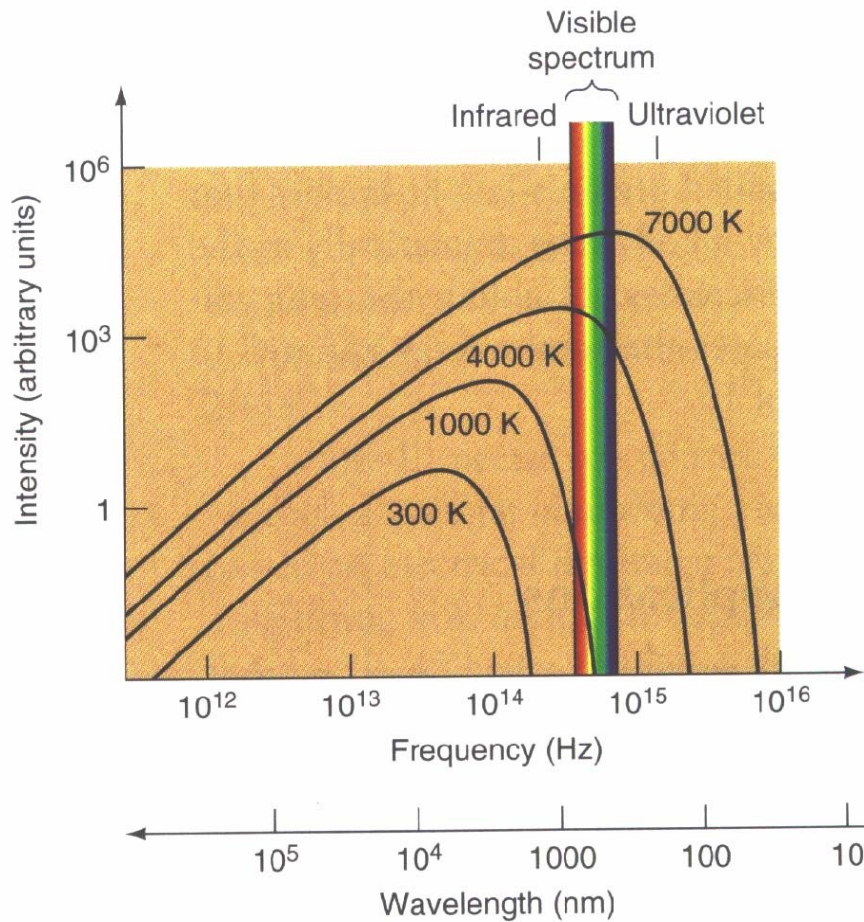 Visible
spectrum
Infrared
Ultraviolet
10⁶
10³
1
Intensity (arbitrary units)
7000 K
4000 K
1000 K
300 K
10¹²
10¹³
10¹⁴
10¹⁵
10¹⁶
Frequency (Hz)
10⁵
10⁴
1000
100
10
Wavelength (nm)